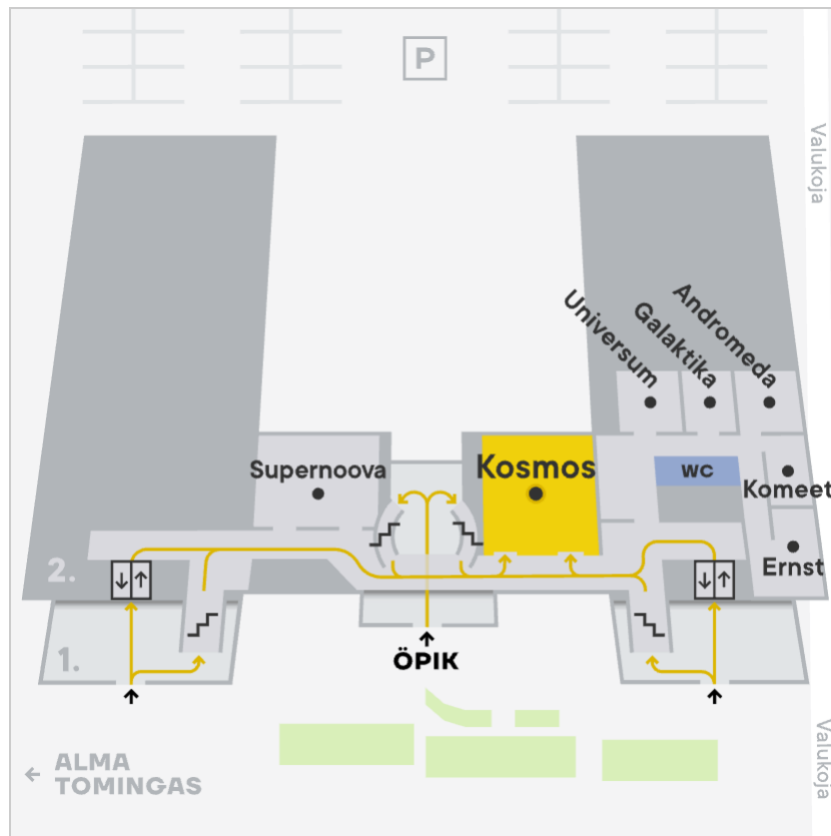 P
Valukoja
Andromeda
Galaktika
Universum
Supernoova
Kosmos
WC
Komeet
Ernst
2.
1.
ÖPIK
ALMA
TOMINGAS
Valukoja